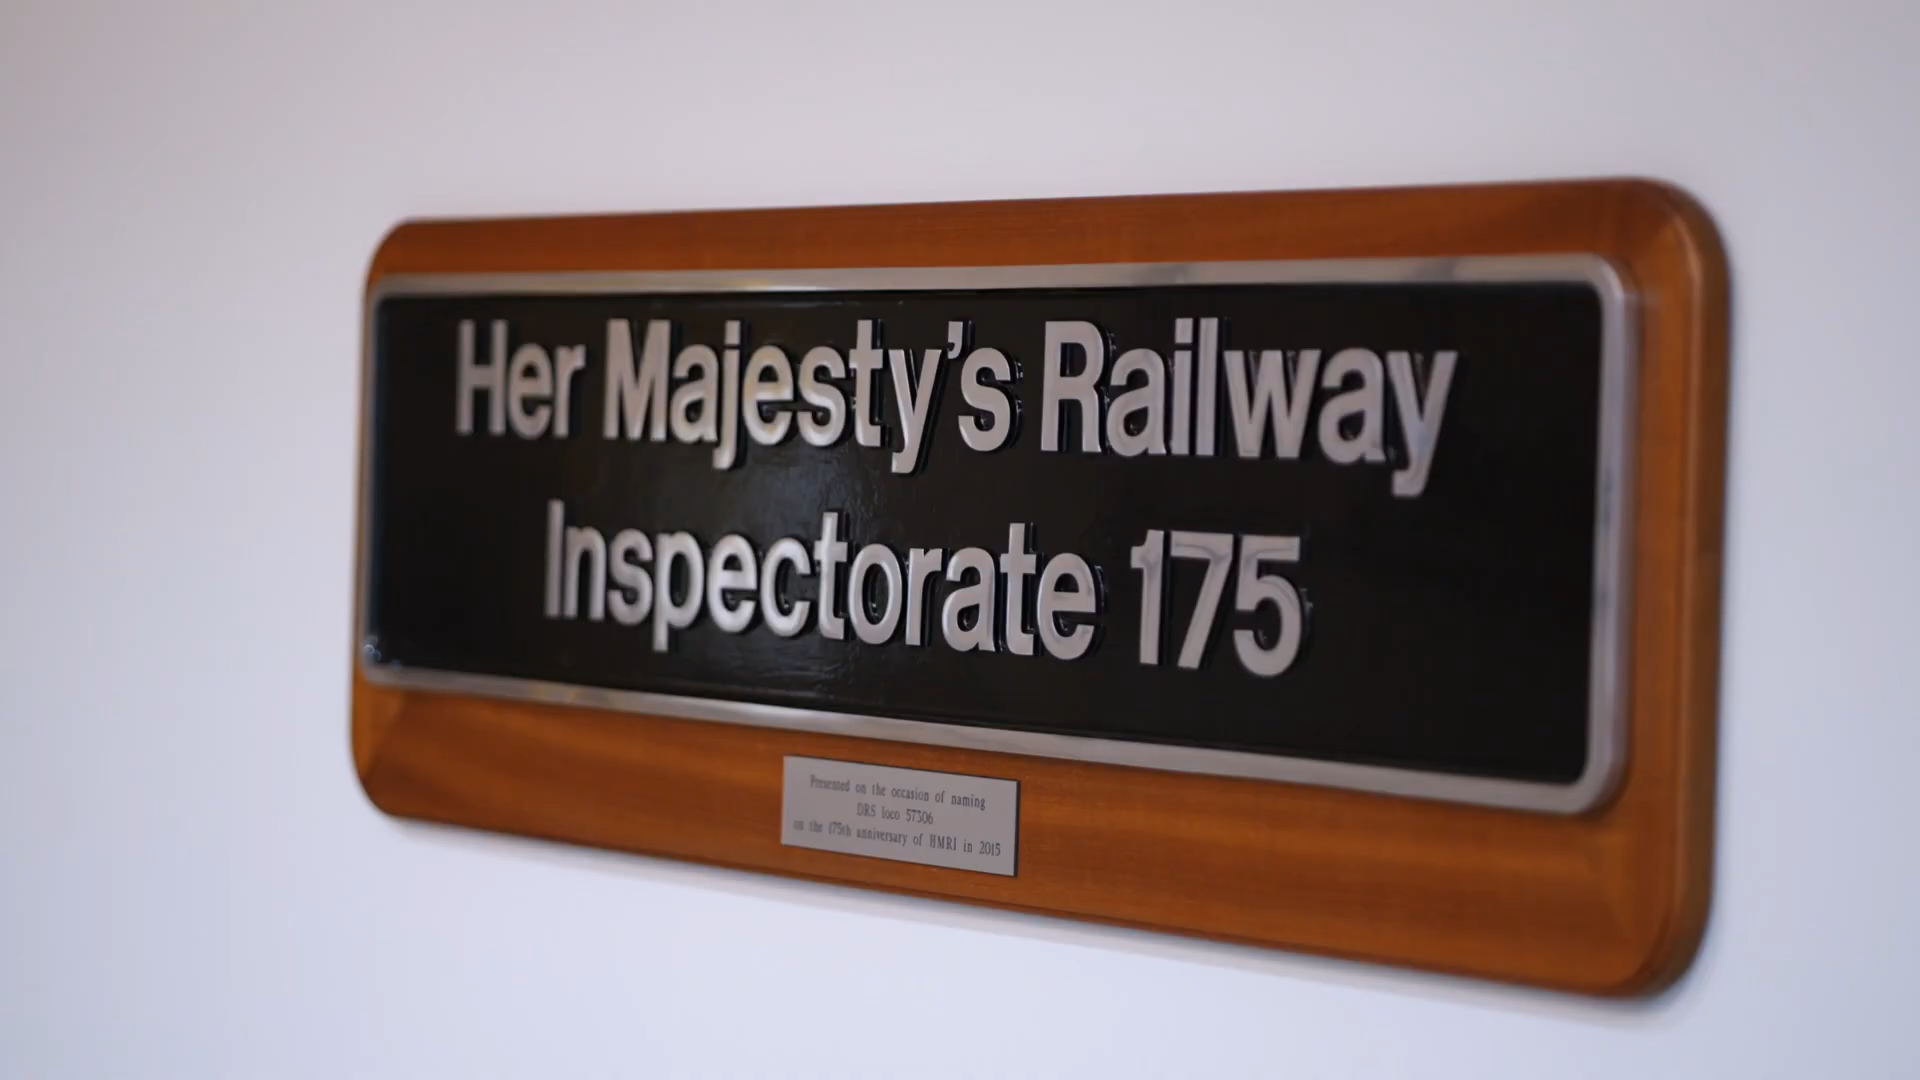 Her Majesty's Railway
Inspectorate 175
Presented on the occasion of naming
DRS loco 57306
on the 175th anniversary of HMRI in 2015